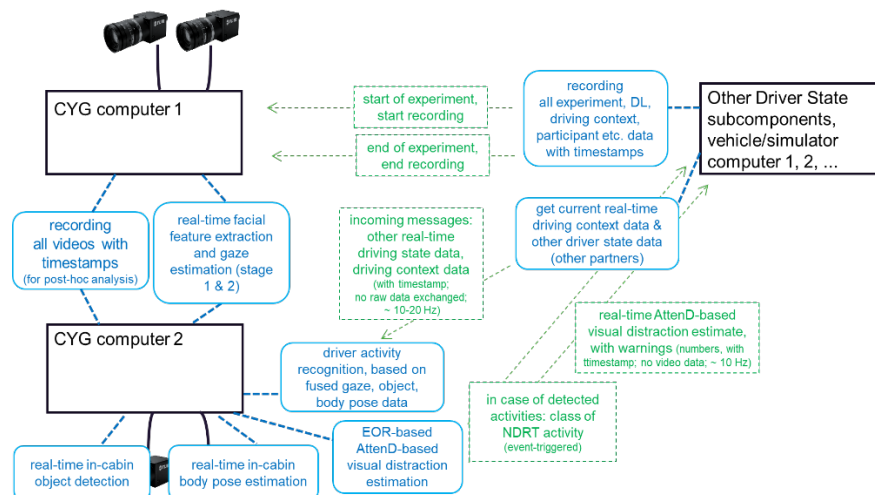 CYG computer 1
start of experiment,
start recording
end of experiment,
end recording
recording
all experiment, DL,
driving context,
participant etc. data
with timestamps
Other Driver State
subcomponents,
vehicle/simulator
computer 1, 2, ...
recording
all videos with
timestamps
(for post-hoc analysis)
real-time facial
feature extraction
and gaze
estimation (stage
1 & 2)
incoming messages:
other real-time
driving state data,
driving context data
(with timestamp;
no raw data exchanged;
~ 10-20 Hz)
get current real-time
driving context data &
other driver state data
(other partners)
real-time AttenD-based
visual distraction estimate,
with warnings (numbers, with
ttimestamp; no video data; ~ 10 Hz)
CYG computer 2
driver activity
recognition, based on
fused gaze, object,
body pose data
in case of detected
activities: class of
NDRT activity
(event-triggered)
real-time in-cabin
object detection
real-time in-cabin
body pose estimation
EOR-based
AttenD-based
visual distraction
estimation